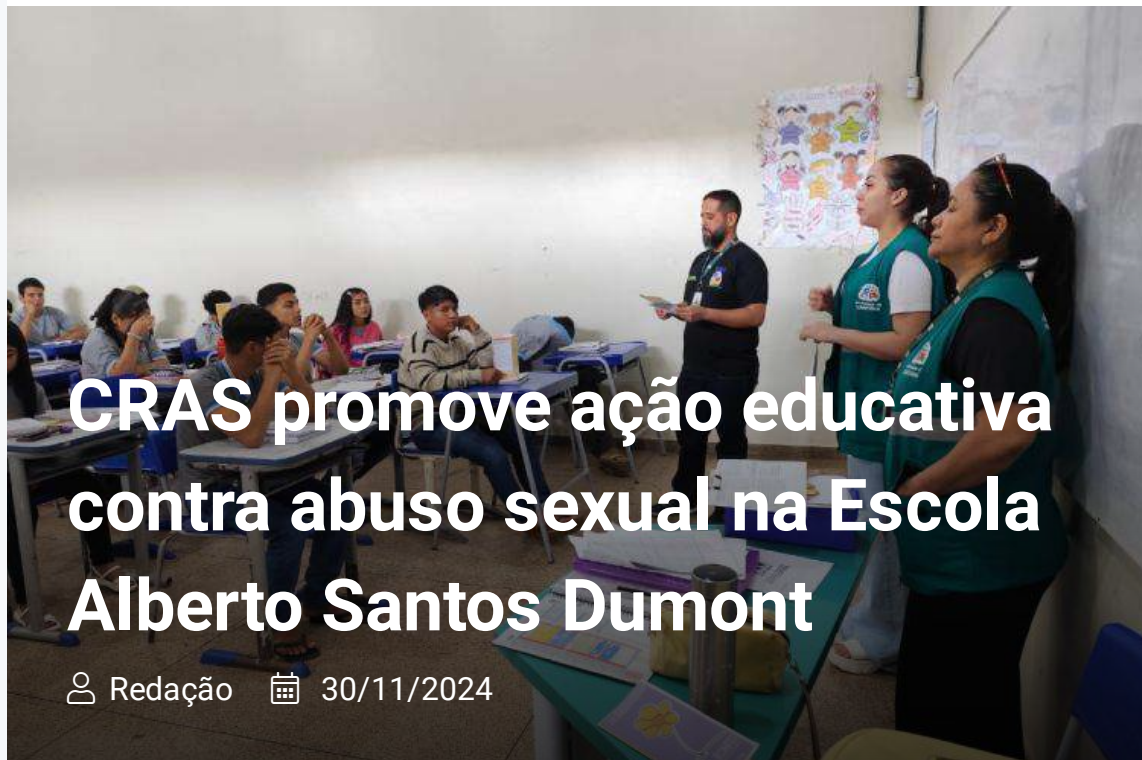 CRAS promove ação educativa
contra abuso sexual na Escola
Alberto Santos Dumont
Redação 30/11/2024